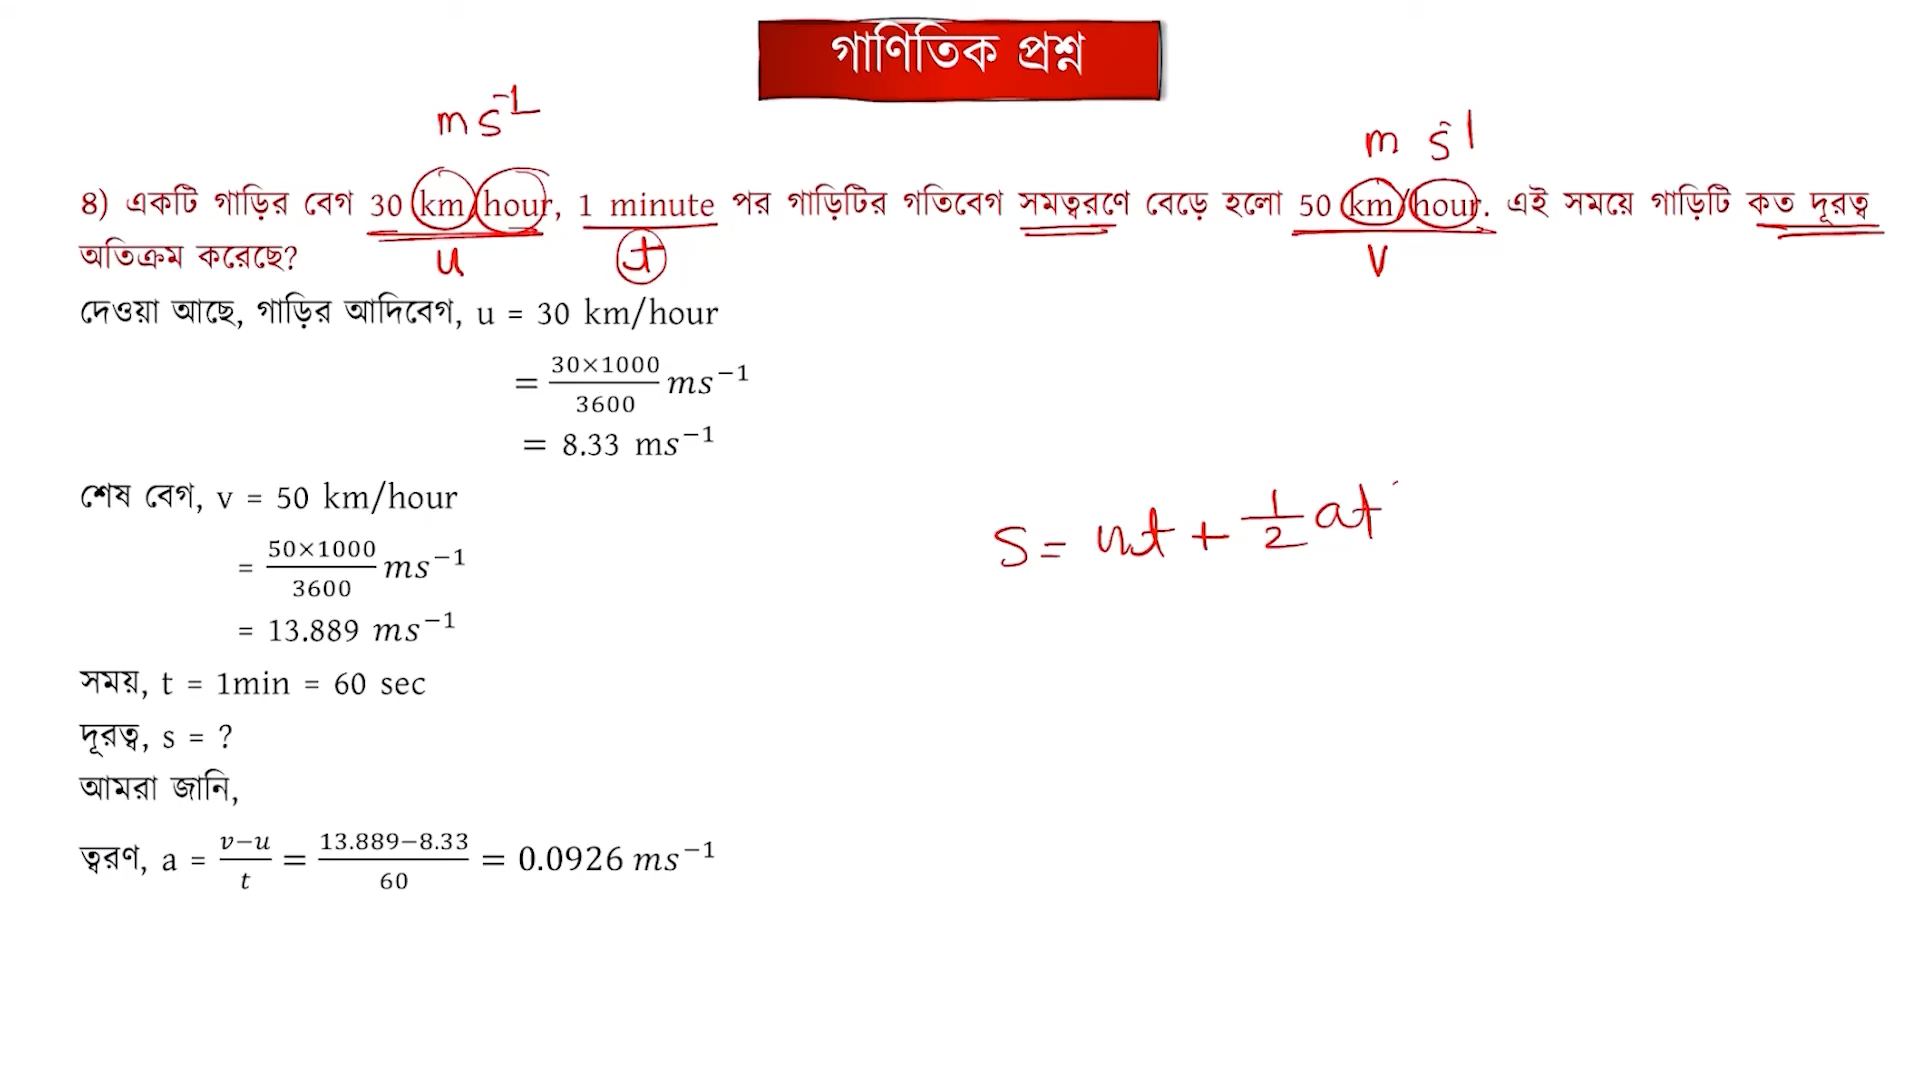 গাণিতিক প্রশ্ন
ms⁻¹
m s⁻¹
8) একটি গাড়ির বেগ 30 km/hour, 1 minute পর গাড়িটির গতিবেগ সমত্বরণে বেড়ে হলো 50 km/hour. এই সময়ে গাড়িটি কত দূরত্ব
অতিক্রম করেছে?
u t v
দেওয়া আছে, গাড়ির আদিবেগ, u = 30 km/hour
= 30×1000/3600 ms⁻¹
= 8.33 ms⁻¹
শেষ বেগ, v = 50 km/hour
S = ut + 1/2 at
= 50×1000/3600 ms⁻¹
= 13.889 ms⁻¹
সময়, t = 1min = 60 sec
দূরত্ব, s = ?
আমরা জানি,
ত্বরণ, a = v−u/t = 13.889−8.33/60 = 0.0926 ms⁻¹